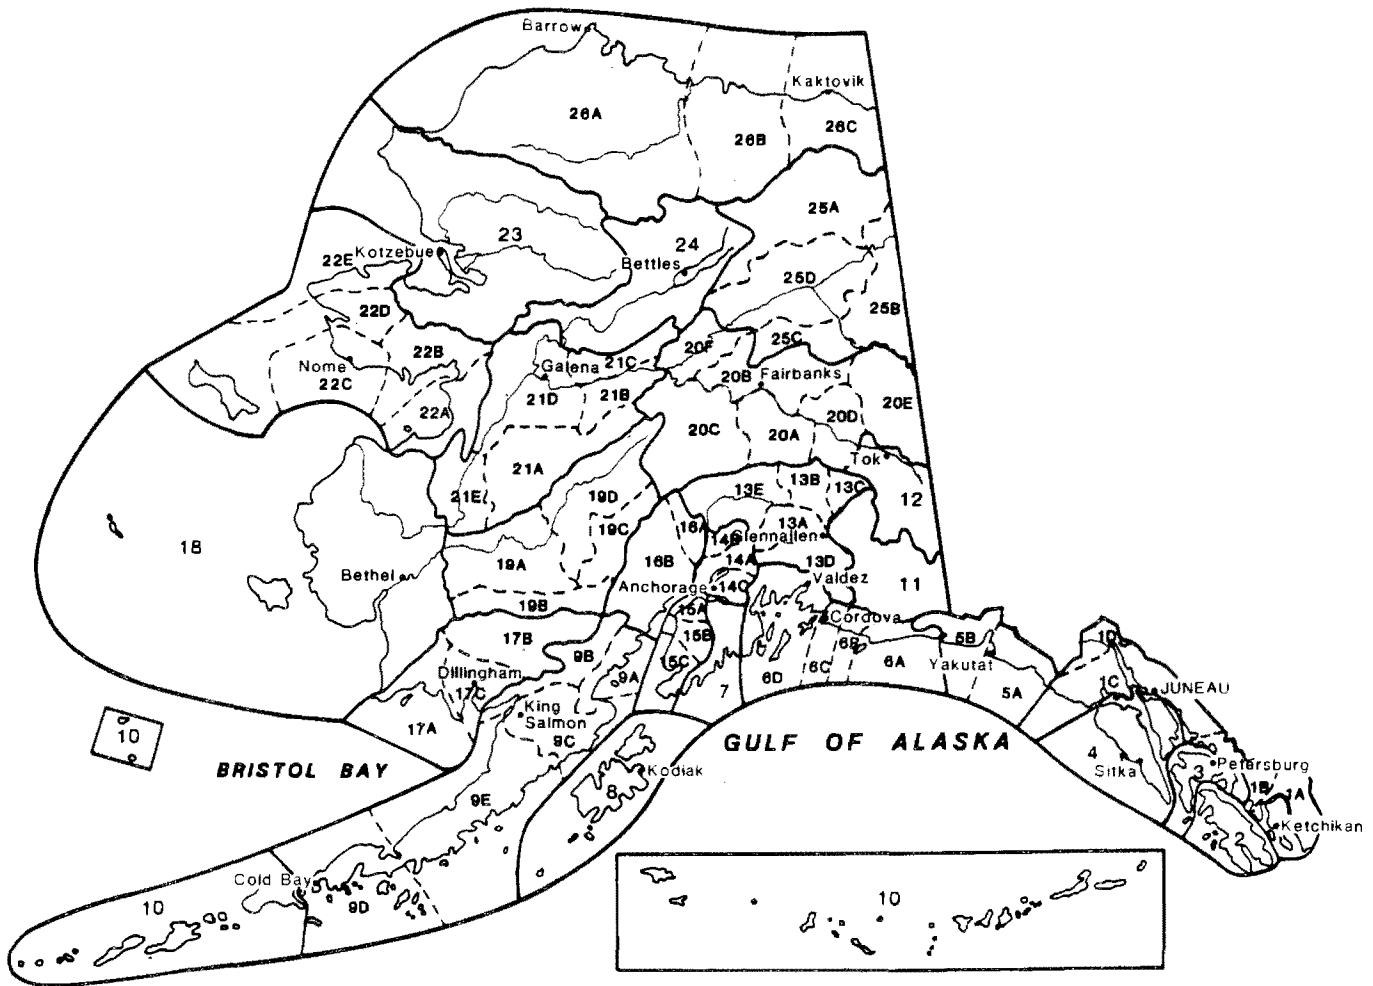 Barrow
Kaktovik
26A
26B
26C
25A
23
24
Kotzebue
22E
Bettles
25D
22D
25B
22B
20F
25C
Nome
22C
Galena
21C
20B
Fairbanks
21D
21B
20E
22A
20D
20C
20A
Tok
21A
13B
13E
13C
21E
19D
12
16A
13A
19C
14B
Glennallen
18
16B
14A
13D
19A
Bethel
Anchorage
14C
Valdez
11
19B
15A
Cordova
17B
15B
6B
5B
1D
9B
15C
6C
6A
Yakutat
Dillingham
9A
6D
1C
17C
7
5A
JUNEAU
King
Salmon
17A
9C
10
GULF OF ALASKA
4
BRISTOL BAY
Sitka
3
Petersburg
Kodiak
8
1B
1A
9E
Ketchikan
2
Cold Bay
10
9D
10